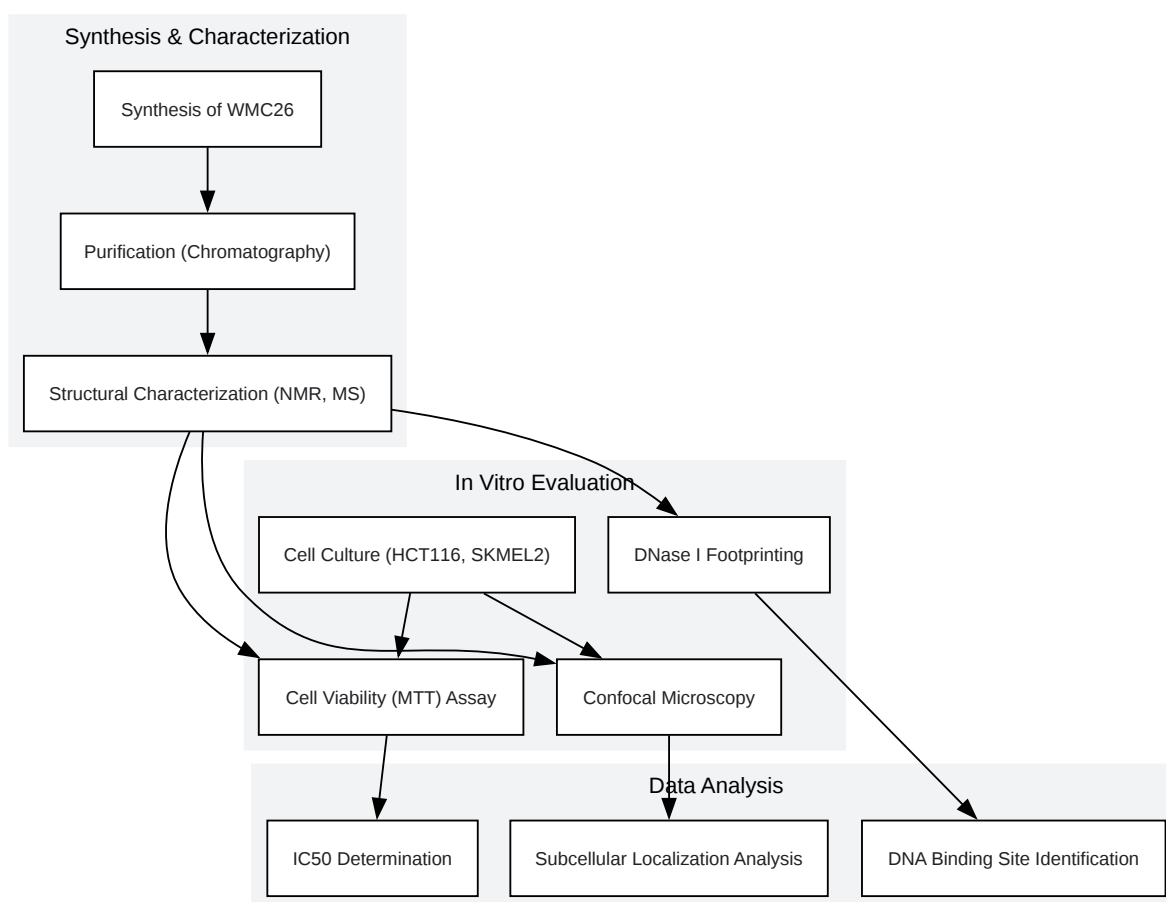 Synthesis & Characterization
Synthesis of WMC26
Purification (Chromatography)
Structural Characterization (NMR, MS)
In Vitro Evaluation
Cell Culture (HCT116, SKMEL2)
DNase I Footprinting
Cell Viability (MTT) Assay
Confocal Microscopy
Data Analysis
IC50 Determination
Subcellular Localization Analysis
DNA Binding Site Identification